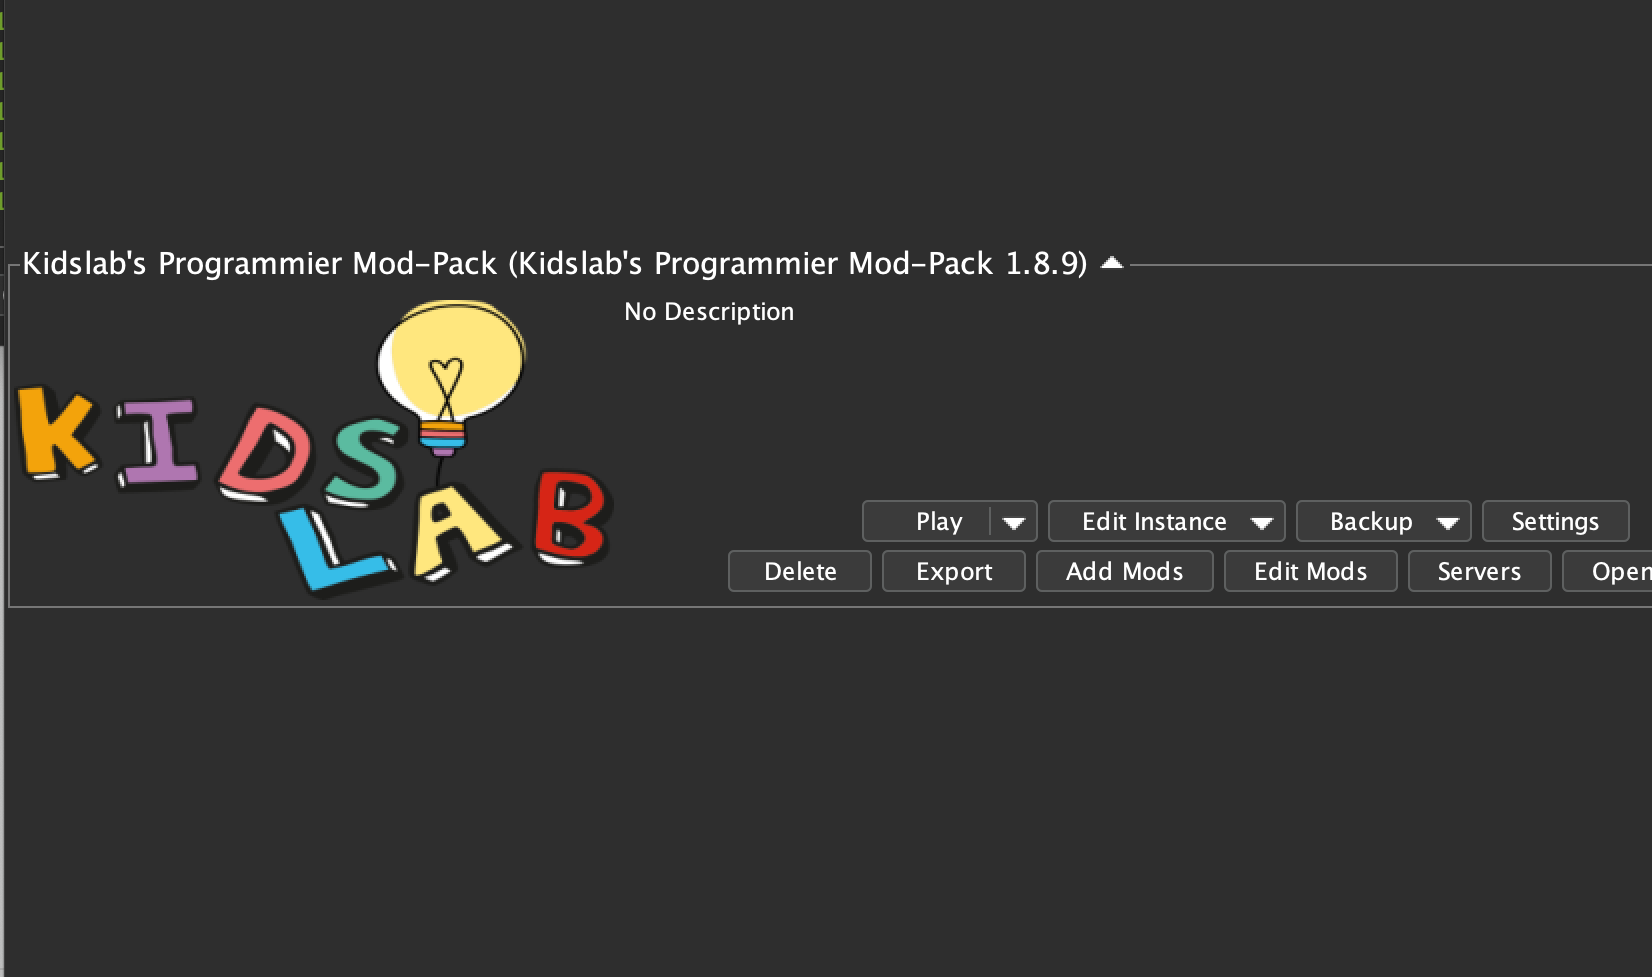 Kidslab's Programmier Mod-Pack (Kidslab's Programmier Mod-Pack 1.8.9)
No Description
KIDS
LAB
Play
Edit Instance
Backup
Settings
Delete
Export
Add Mods
Edit Mods
Servers
Open